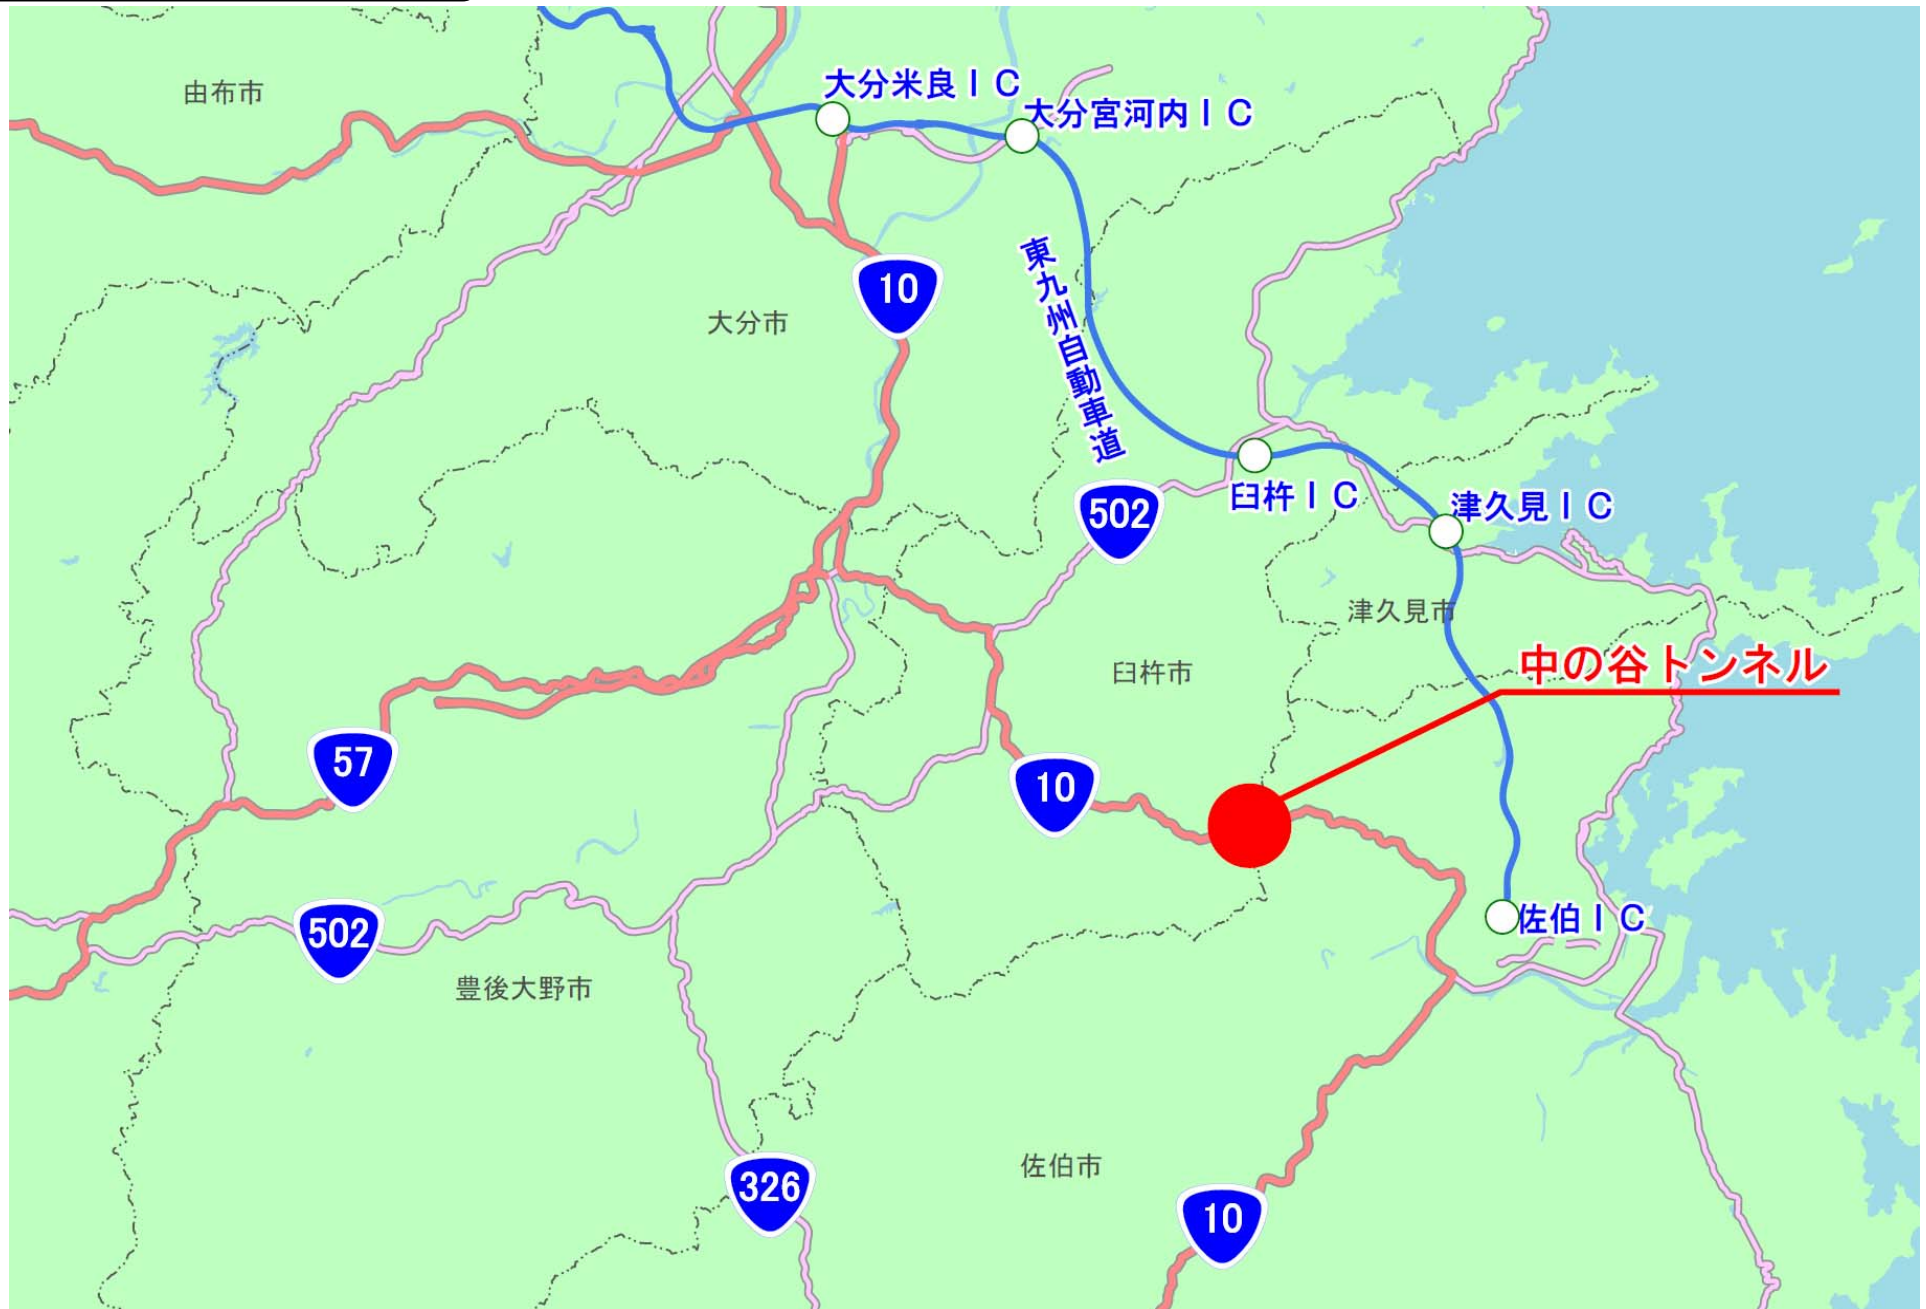 大分米良ＩＣ
由布市
大分宮河内ＩＣ
東九州自動車道
10
大分市
臼杵ＩＣ
502
津久見ＩＣ
津久見市
中の谷トンネル
臼杵市
57
10
佐伯ＩＣ
502
豊後大野市
佐伯市
326
10